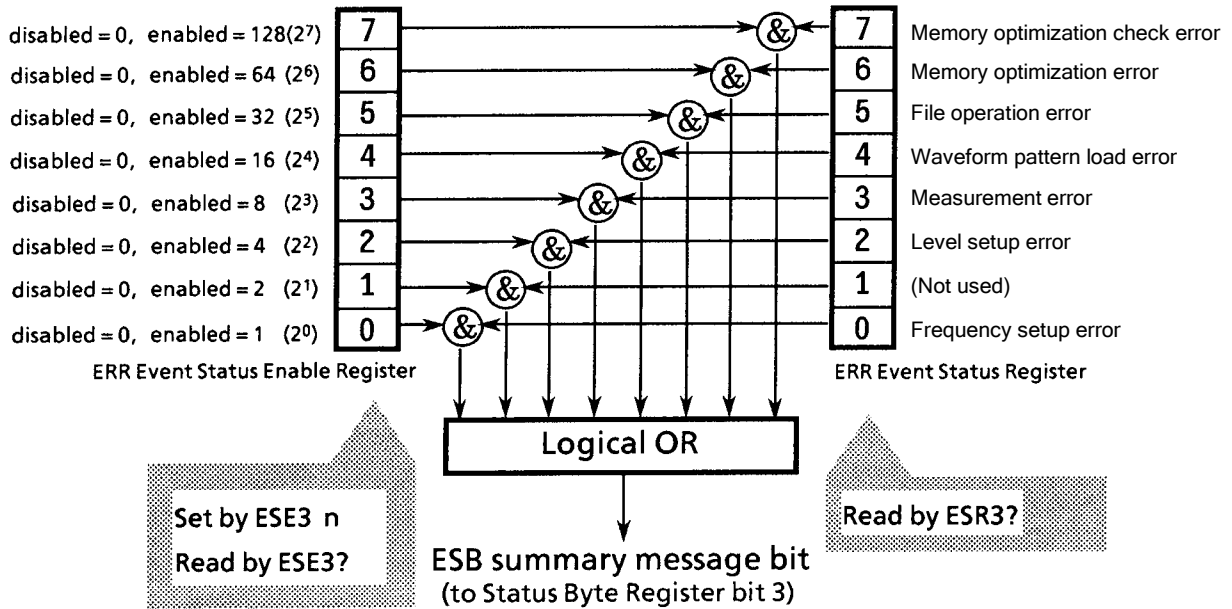 disabled = 0, enabled = 128(2⁷) 7 & 7 Memory optimization check error
disabled = 0, enabled = 64 (2⁶) 6 & 6 Memory optimization error
disabled = 0, enabled = 32 (2⁵) 5 & 5 File operation error
disabled = 0, enabled = 16 (2⁴) 4 & 4 Waveform pattern load error
disabled = 0, enabled = 8 (2³) 3 & 3 Measurement error
disabled = 0, enabled = 4 (2²) 2 & 2 Level setup error
disabled = 0, enabled = 2 (2¹) 1 & 1 (Not used)
disabled = 0, enabled = 1 (2⁰) 0 & 0 Frequency setup error
ERR Event Status Enable Register
ERR Event Status Register
Logical OR
Set by ESE3 n
Read by ESE3?
Read by ESR3?
ESB summary message bit
(to Status Byte Register bit 3)